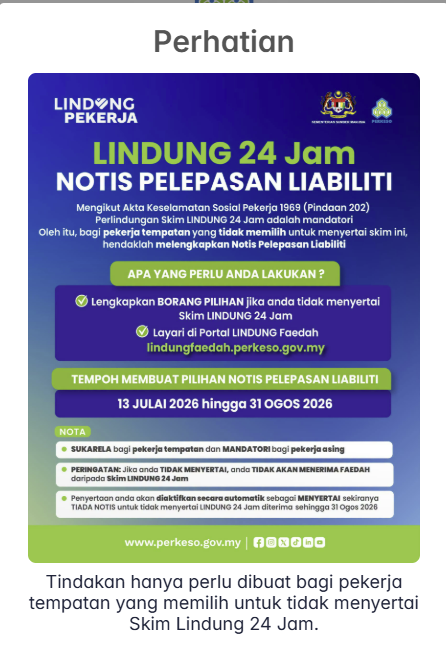 Perhatian
LINDUNG
PEKERJA
KEMENTERIAN SUMBER MANUSIA
PERKESO
LINDUNG 24 Jam
NOTIS PELEPASAN LIABILITI
Mengikut Akta Keselamatan Sosial Pekerja 1969 (Pindaan 202)
Perlindungan Skim LINDUNG 24 Jam adalah mandatori
Oleh itu, bagi pekerja tempatan yang tidak memilih untuk menyertai skim ini,
hendaklah melengkapkan Notis Pelepasan Liabiliti
APA YANG PERLU ANDA LAKUKAN ?
Lengkapkan BORANG PILIHAN jika anda tidak menyertai
Skim LINDUNG 24 Jam
Layari di Portal LINDUNG Faedah
lindungfaedah.perkeso.gov.my
TEMPOH MEMBUAT PILIHAN NOTIS PELEPASAN LIABILITI
13 JULAI 2026 hingga 31 OGOS 2026
NOTA
SUKARELA bagi pekerja tempatan dan MANDATORI bagi pekerja asing
PERINGATAN: Jika anda TIDAK MENYERTAI, anda TIDAK AKAN MENERIMA FAEDAH
daripada Skim LINDUNG 24 Jam
Penyertaan anda akan diaktifkan secara automatik sebagai MENYERTAI sekiranya
TIADA NOTIS untuk tidak menyertai LINDUNG 24 Jam diterima sehingga 31 Ogos 2026
www.perkeso.gov.my |
Tindakan hanya perlu dibuat bagi pekerja
tempatan yang memilih untuk tidak menyertai
Skim Lindung 24 Jam.